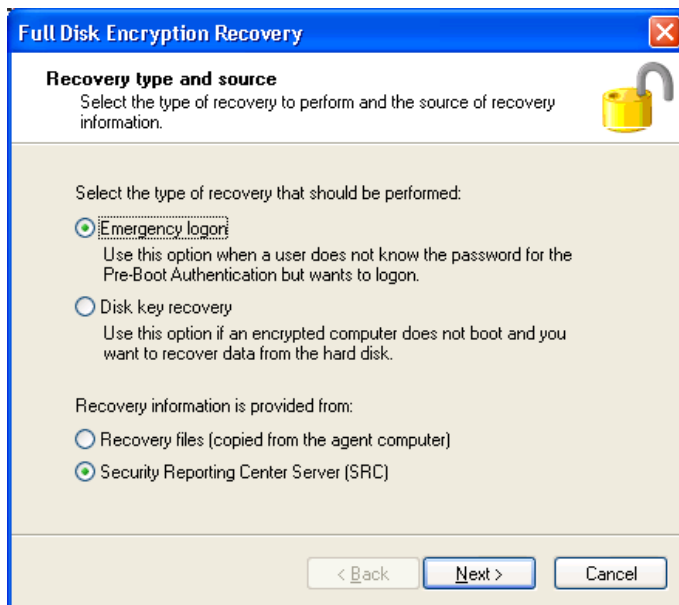 Full Disk Encryption Recovery
Recovery type and source
Select the type of recovery to perform and the source of recovery
information.
Select the type of recovery that should be performed:
Emergency logon
Use this option when a user does not know the password for the
Pre-Boot Authentication but wants to logon.
Disk key recovery
Use this option if an encrypted computer does not boot and you
want to recover data from the hard disk.
Recovery information is provided from:
Recovery files (copied from the agent computer)
Security Reporting Center Server (SRC)
< Back Next > Cancel